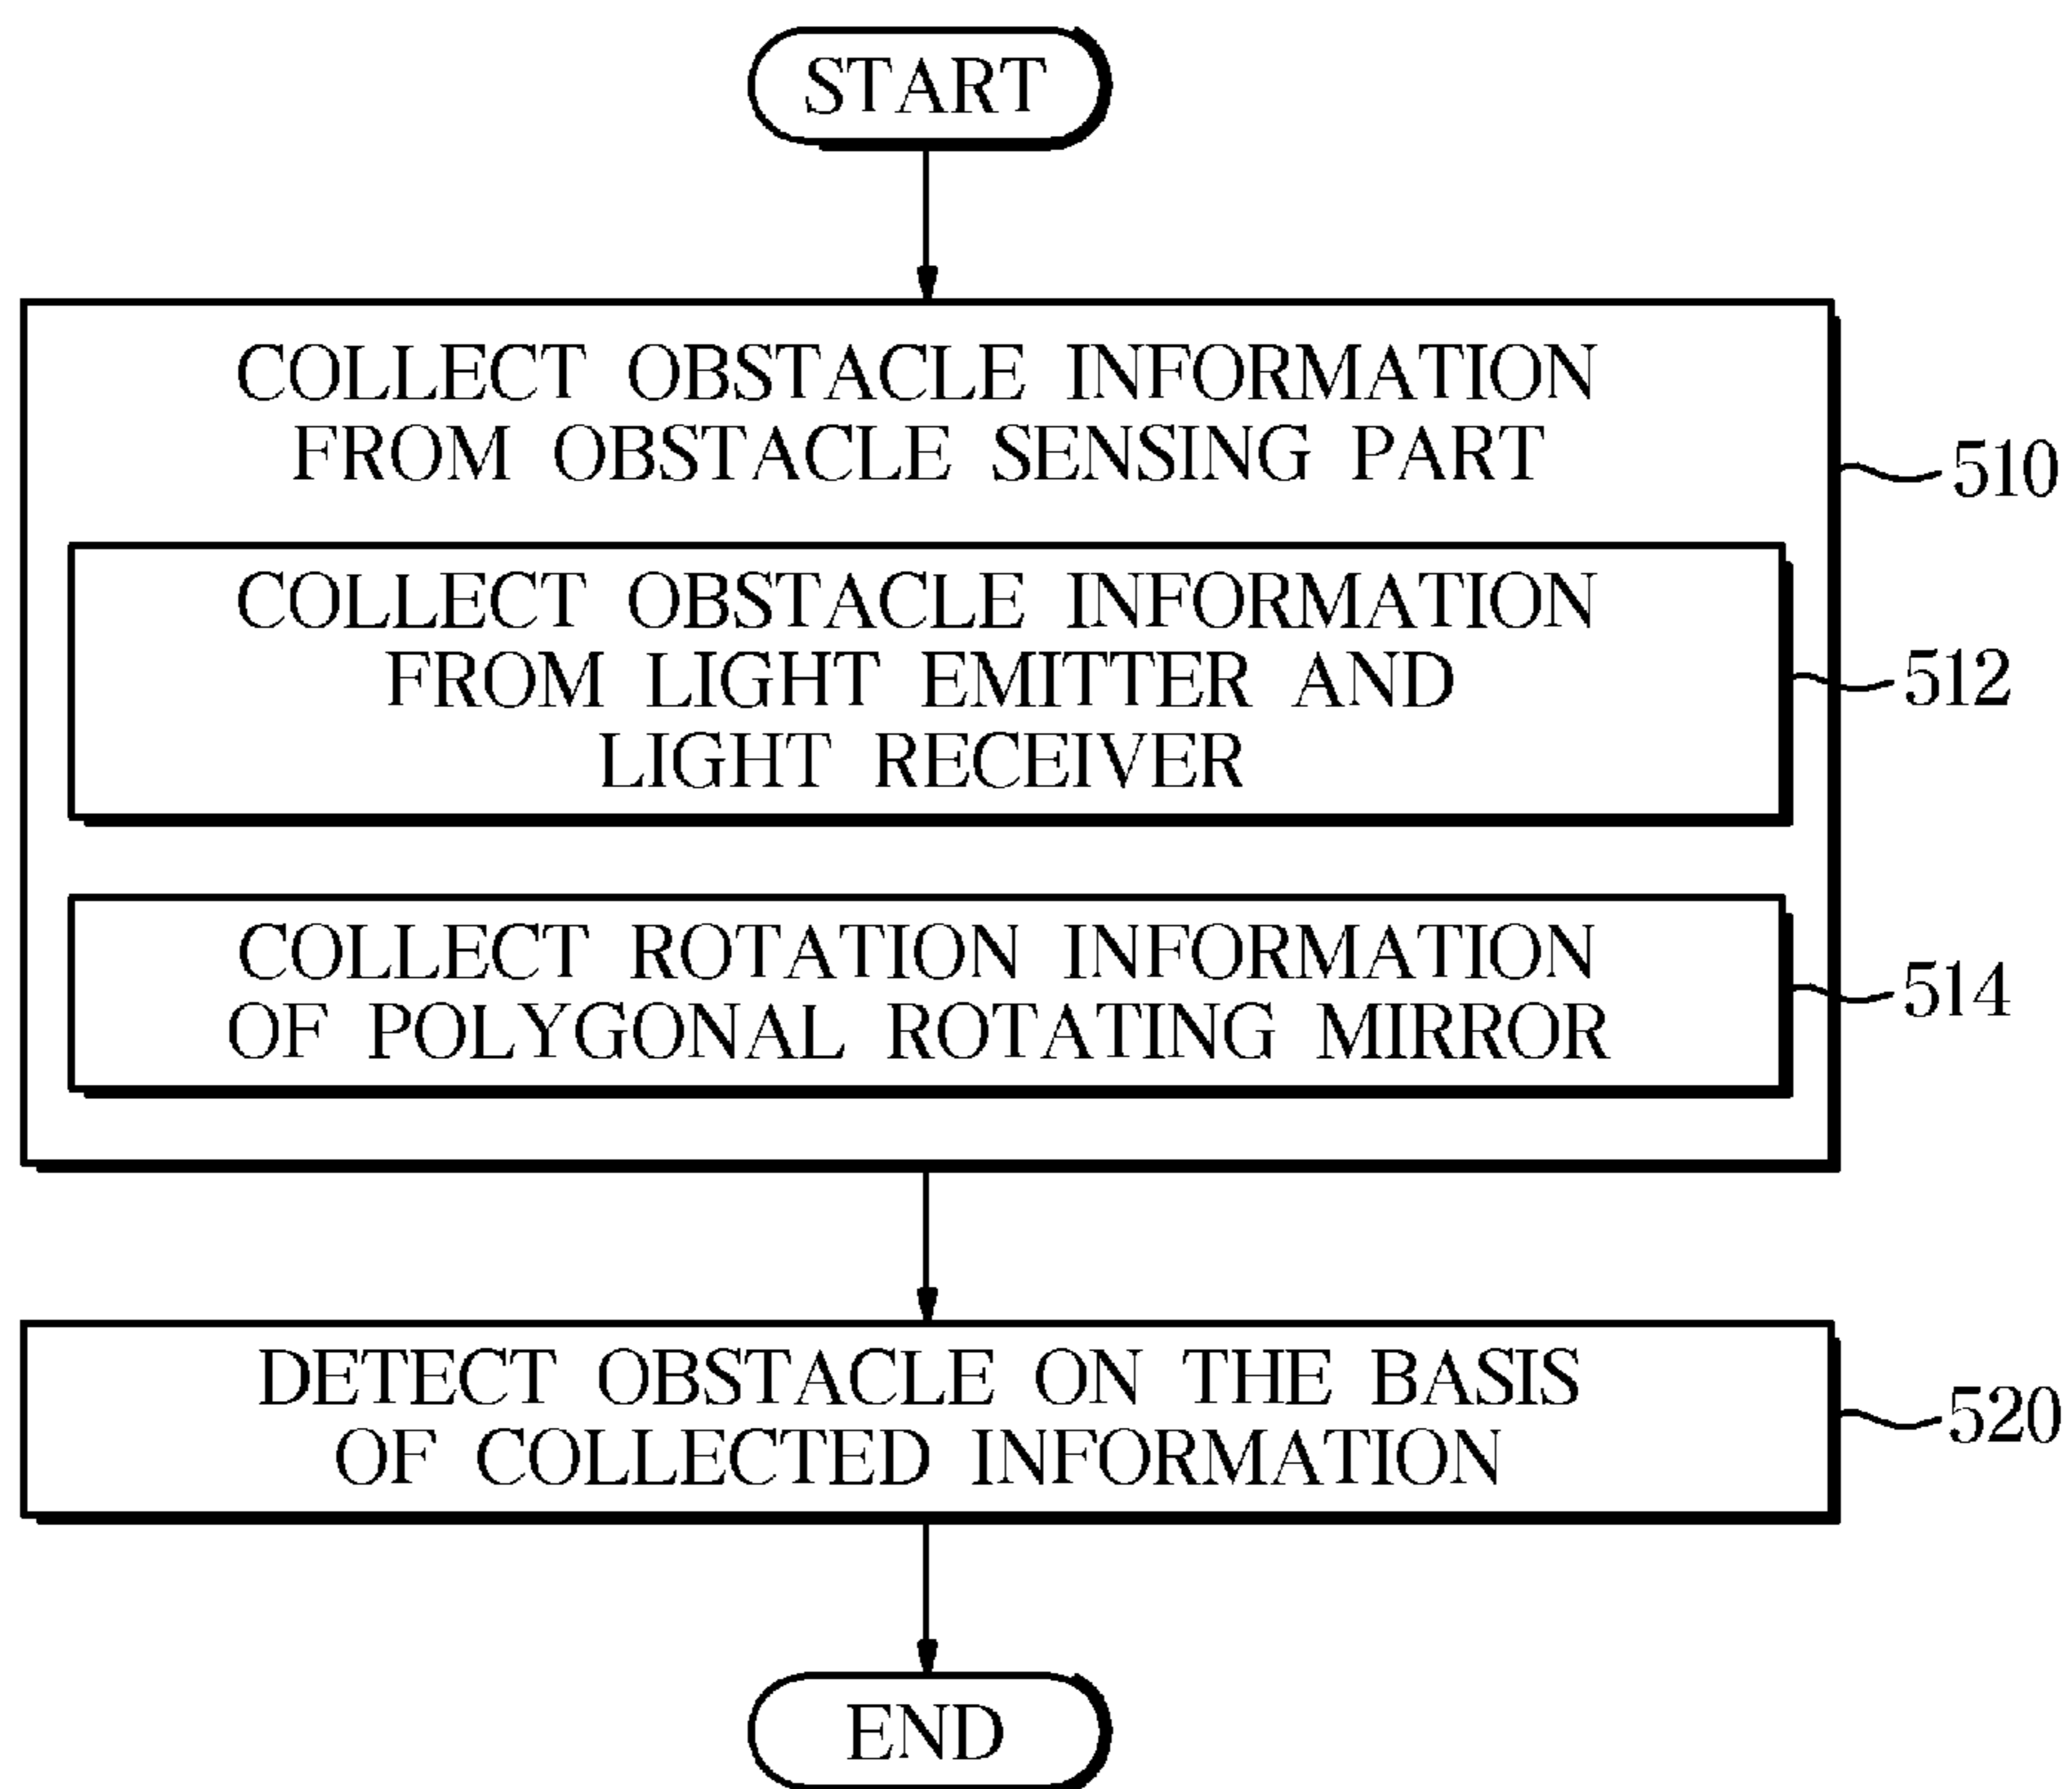 START
COLLECT OBSTACLE INFORMATION
FROM OBSTACLE SENSING PART
510
COLLECT OBSTACLE INFORMATION
FROM LIGHT EMITTER AND
LIGHT RECEIVER
512
COLLECT ROTATION INFORMATION
OF POLYGONAL ROTATING MIRROR
514
DETECT OBSTACLE ON THE BASIS
OF COLLECTED INFORMATION
520
END